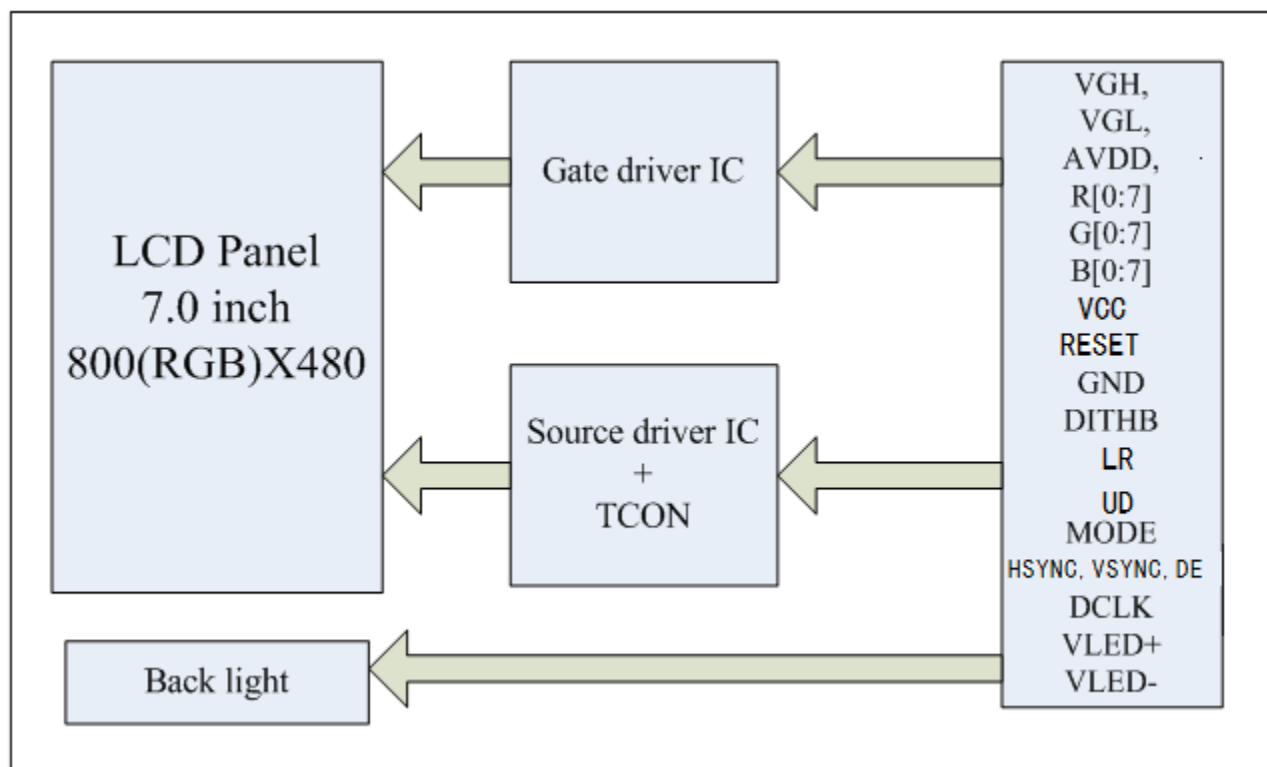 LCD Panel
7.0 inch
800(RGB)X480
Gate driver IC
Source driver IC
+
TCON
Back light
VGH,
VGL,
AVDD,
R[0:7]
G[0:7]
B[0:7]
VCC
RESET
GND
DITHB
LR
UD
MODE
HSYNC, VSYNC, DE
DCLK
VLED+
VLED-